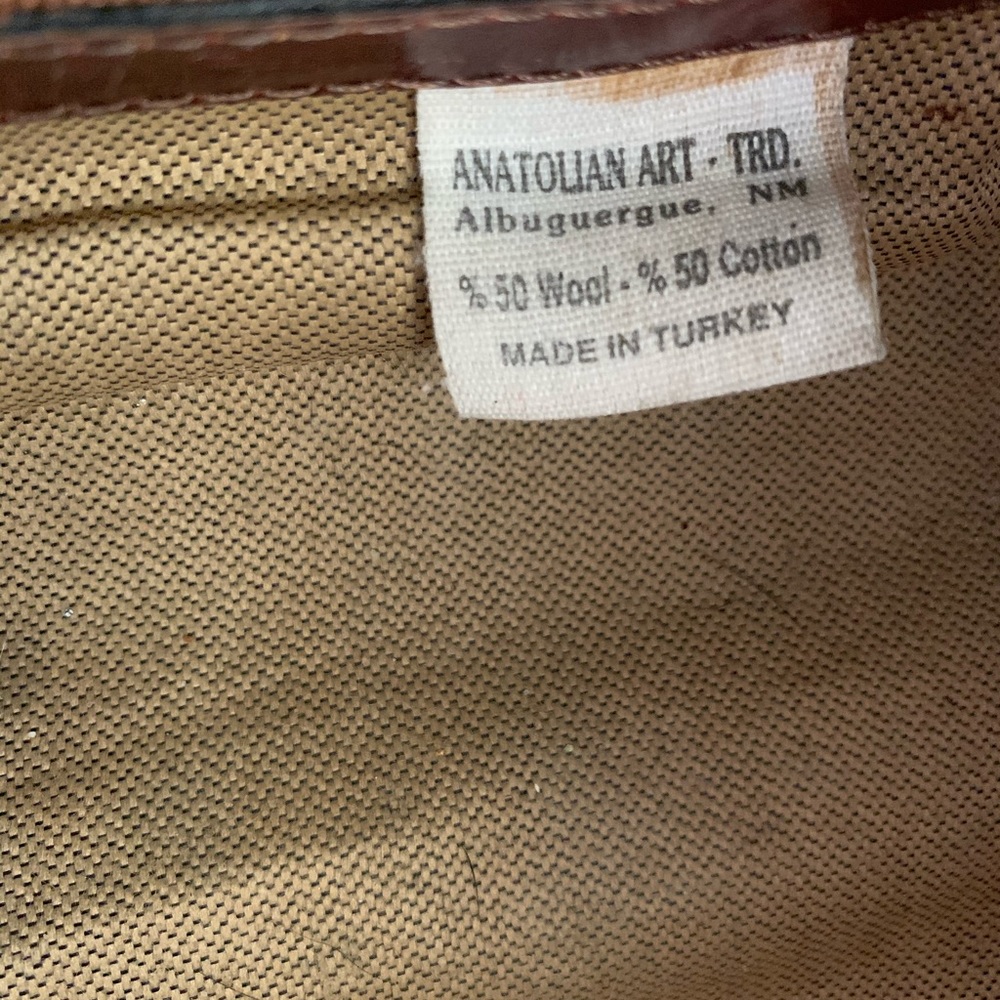 ANATOLIAN ART · TRD.
Albuguergue, NM
% 50 Wool - % 50 Cotton
MADE IN TURKEY